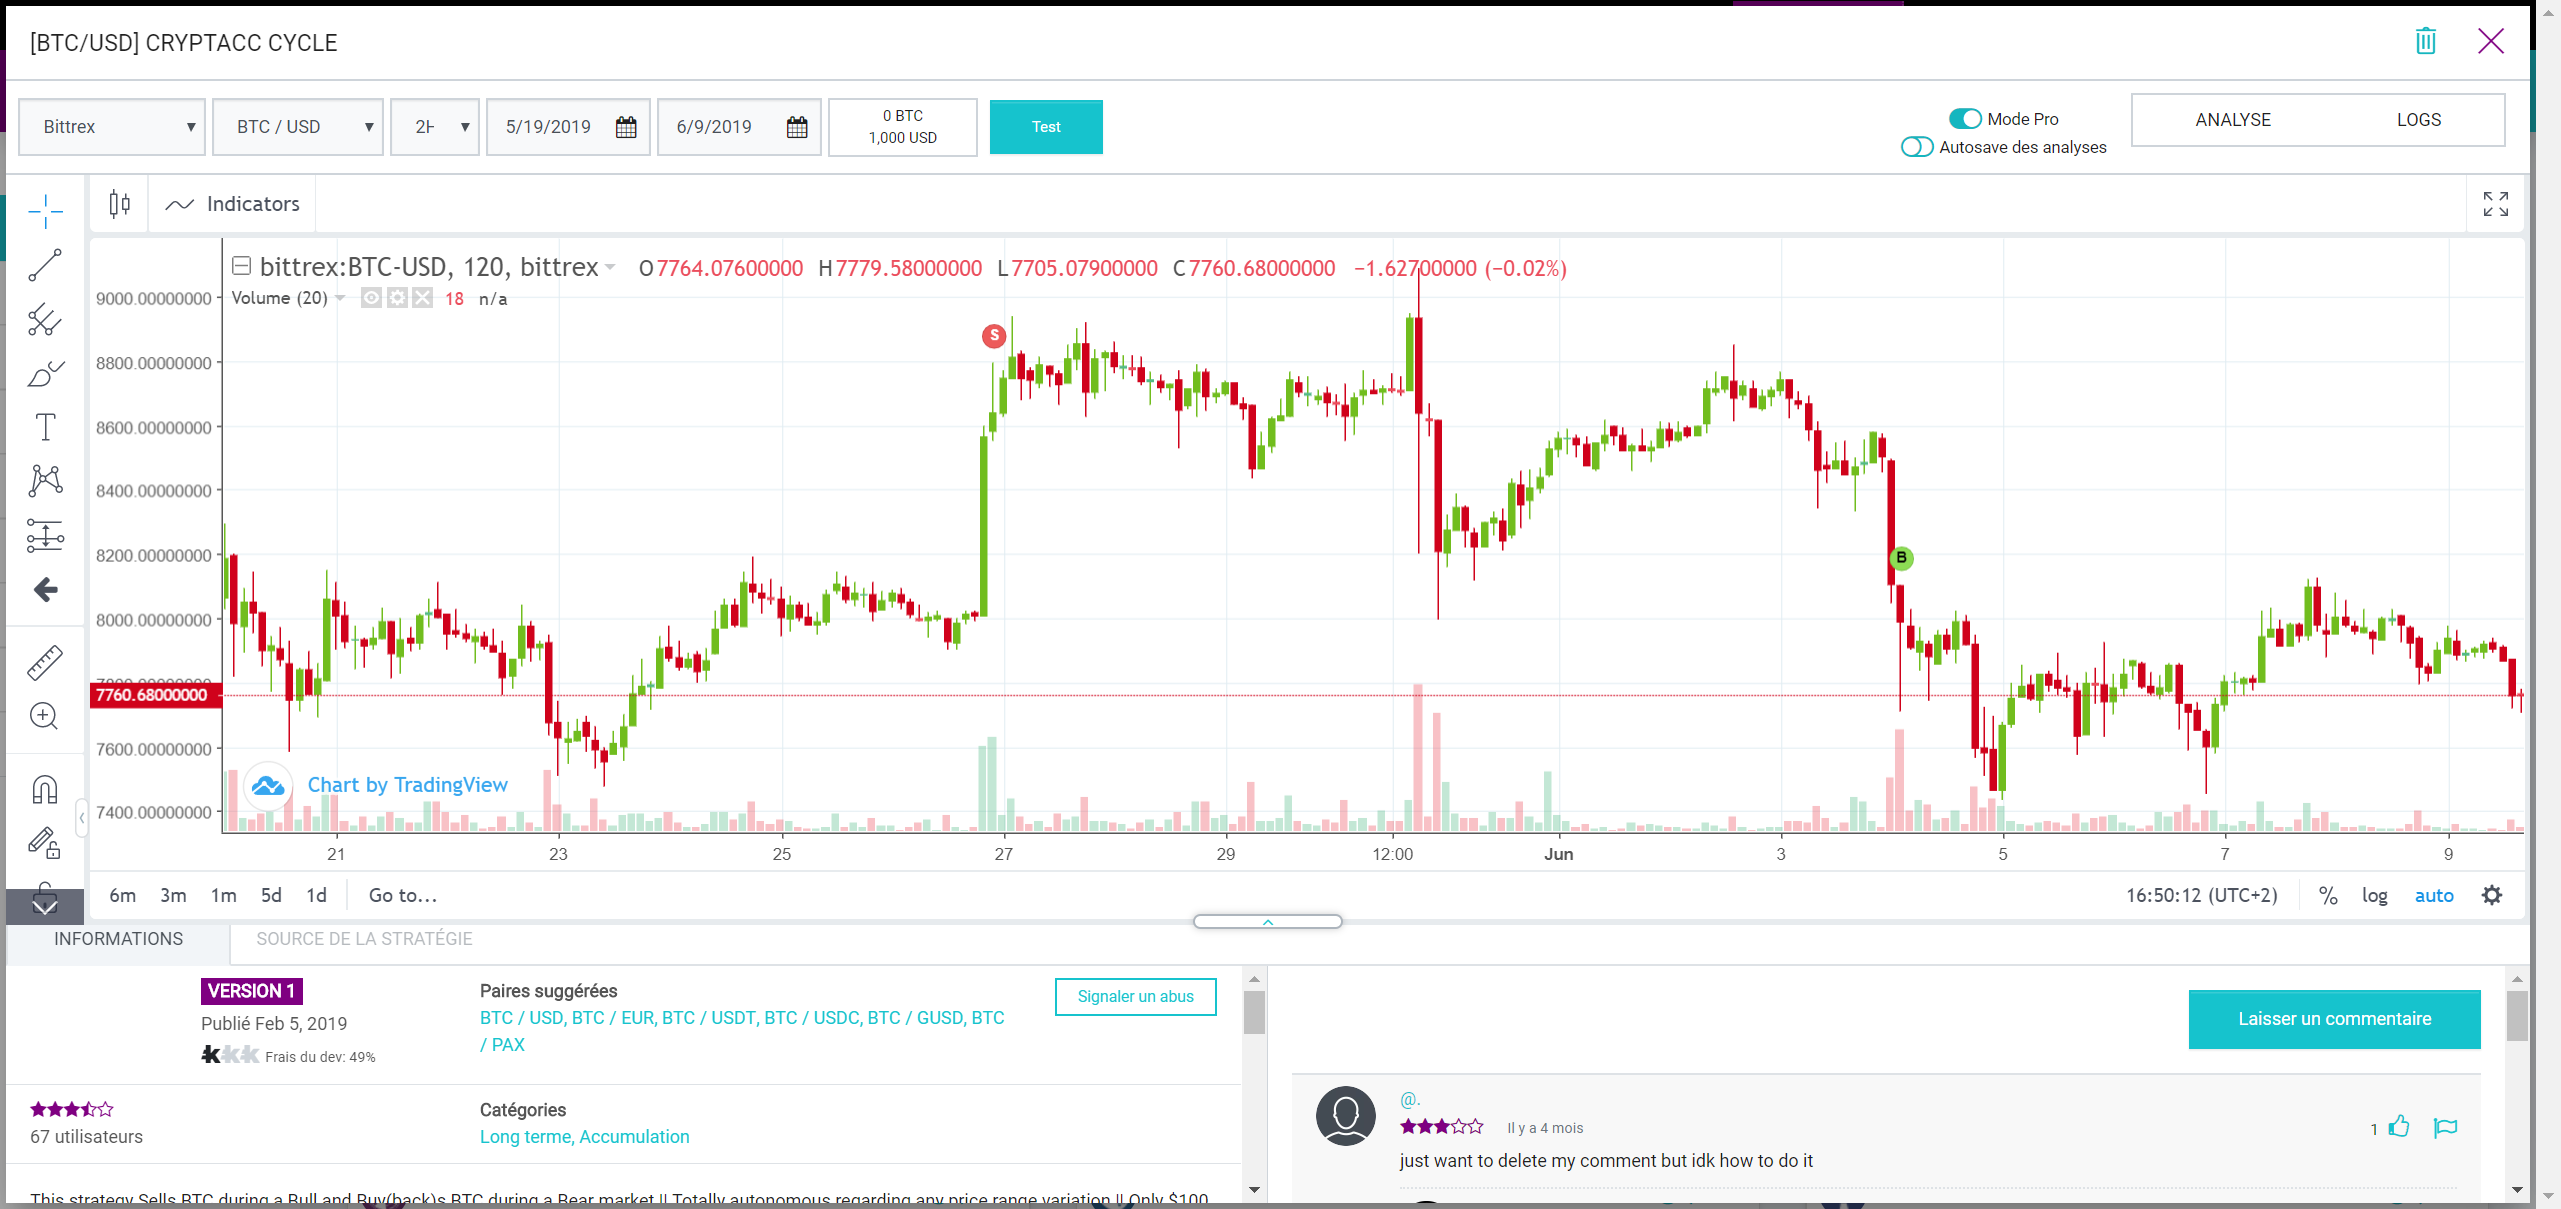 [BTC/USD] CRYPTACC CYCLE
Bittrex
BTC / USD
2H
5/19/2019
6/9/2019
0 BTC
1,000 USD
Test
Mode Pro
Autosave des analyses
ANALYSE
LOGS
Indicators
bittrex:BTC-USD, 120, bittrex O7764.07600000 H7779.58000000 L7705.07900000 C7760.68000000 −1.62700000 (−0.02%)
Volume (20) 18 n/a
9000.00000000
8800.00000000
8600.00000000
8400.00000000
8200.00000000
8000.00000000
7760.68000000
7600.00000000
7400.00000000
S
B
Chart by TradingView
21 23 25 27 29 12:00 Jun 3 5 7 9
6m 3m 1m 5d 1d Go to...
16:50:12 (UTC+2) % log auto
INFORMATIONS
SOURCE DE LA STRATÉGIE
VERSION 1
Publié Feb 5, 2019
Frais du dev: 49%
Paires suggérées
BTC / USD, BTC / EUR, BTC / USDT, BTC / USDC, BTC / GUSD, BTC
/ PAX
Signaler un abus
67 utilisateurs
Catégories
Long terme, Accumulation
This strategy Sells BTC during a Bull and Buy(back)s BTC during a Bear market !! Totally autonomous regarding any price range variation !! Only $100
Laisser un commentaire
@.
Il y a 4 mois
1
just want to delete my comment but idk how to do it